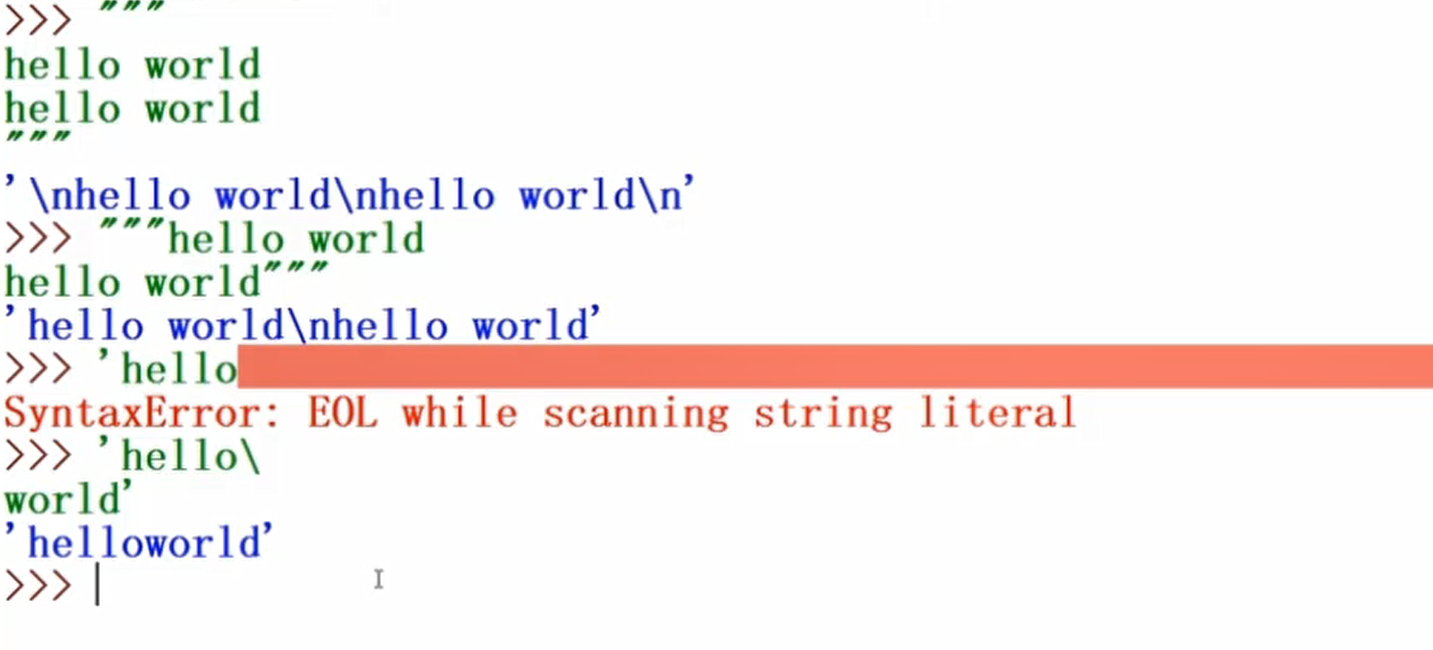 >>> """
hello world
hello world
"""
'\nhello world\nhello world\n'
>>> """hello world
hello world"""
'hello world\nhello world'
>>> 'hello
SyntaxError: EOL while scanning string literal
>>> 'hello\
world'
'helloworld'
>>>